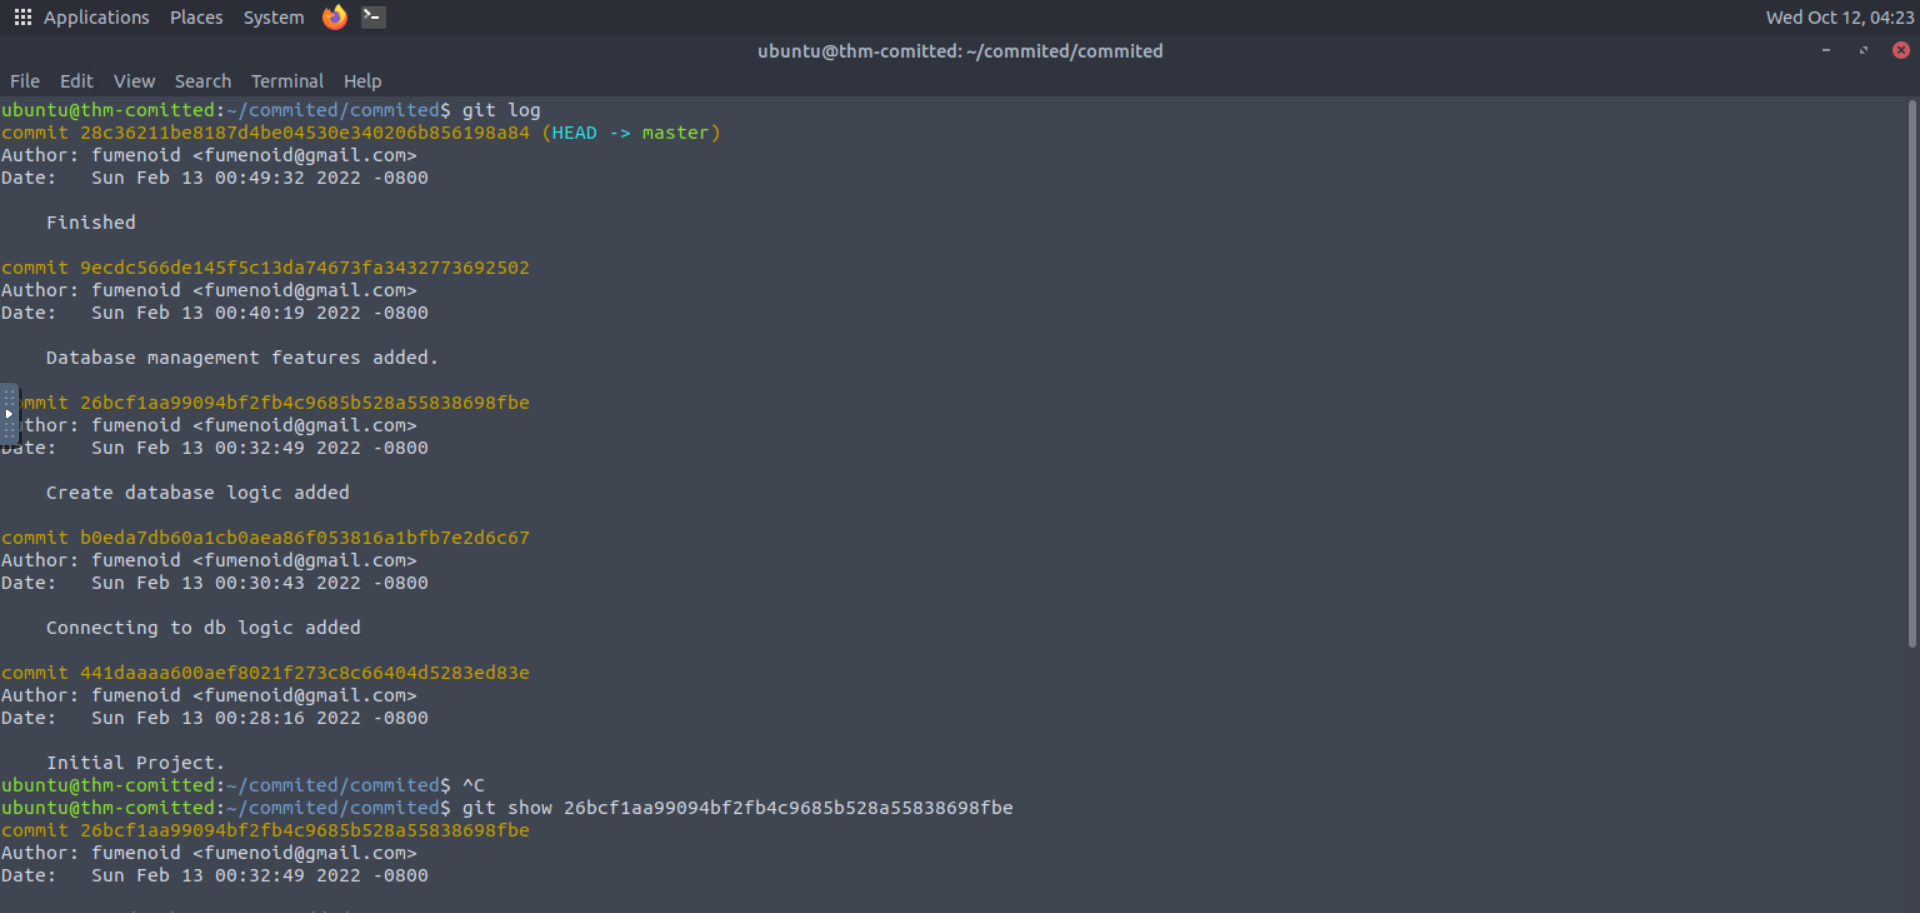 Applications Places System Wed Oct 12, 04:23
ubuntu@thm-comitted: ~/commited/commited
File Edit View Search Terminal Help
ubuntu@thm-comitted:~/commited/commited$ git log
commit 28c36211be8187d4be04530e340206b856198a84 (HEAD -> master)
Author: fumenoid <fumenoid@gmail.com>
Date:   Sun Feb 13 00:49:32 2022 -0800
Finished
commit 9ecdc566de145f5c13da74673fa3432773692502
Author: fumenoid <fumenoid@gmail.com>
Date:   Sun Feb 13 00:40:19 2022 -0800
Database management features added.
mmit 26bcf1aa99094bf2fb4c9685b528a55838698fbe
thor: fumenoid <fumenoid@gmail.com>
Date:   Sun Feb 13 00:32:49 2022 -0800
Create database logic added
commit b0eda7db60a1cb0aea86f053816a1bfb7e2d6c67
Author: fumenoid <fumenoid@gmail.com>
Date:   Sun Feb 13 00:30:43 2022 -0800
Connecting to db logic added
commit 441daaaa600aef8021f273c8c66404d5283ed83e
Author: fumenoid <fumenoid@gmail.com>
Date:   Sun Feb 13 00:28:16 2022 -0800
Initial Project.
ubuntu@thm-comitted:~/commited/commited$ ^C
ubuntu@thm-comitted:~/commited/commited$ git show 26bcf1aa99094bf2fb4c9685b528a55838698fbe
commit 26bcf1aa99094bf2fb4c9685b528a55838698fbe
Author: fumenoid <fumenoid@gmail.com>
Date:   Sun Feb 13 00:32:49 2022 -0800